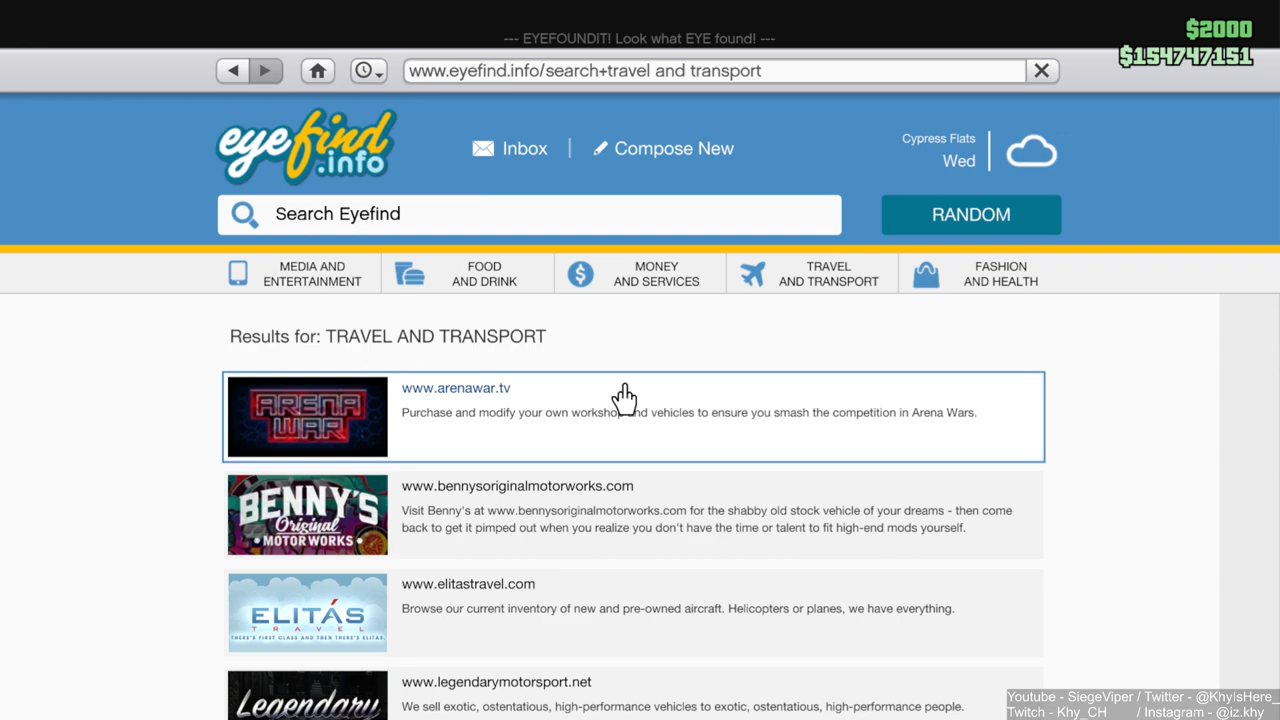 --- EYEFOUNDIT! Look what EYE found! ---
$2000
$154747151
www.eyefind.info/search+travel and transport
eyefind
.info
Inbox
Compose New
Cypress Flats
Wed
Search Eyefind
RANDOM
MEDIA AND
ENTERTAINMENT
FOOD
AND DRINK
MONEY
AND SERVICES
TRAVEL
AND TRANSPORT
FASHION
AND HEALTH
Results for: TRAVEL AND TRANSPORT
ARENA
WAR
www.arenawar.tv
Purchase and modify your own workshop and vehicles to ensure you smash the competition in Arena Wars.
BENNY'S
Original
MOTOR WORKS
www.bennysoriginalmotorworks.com
Visit Benny's at www.bennysoriginalmotorworks.com for the shabby old stock vehicle of your dreams - then come
back to get it pimped out when you realize you don't have the time or talent to fit high-end mods yourself.
ELITÁS
TRAVEL
THERE'S FIRST CLASS AND THEN THERE'S ELITAS.
www.elitastravel.com
Browse our current inventory of new and pre-owned aircraft. Helicopters or planes, we have everything.
Legendary
www.legendarymotorsport.net
We sell exotic, ostentatious, high-performance vehicles to exotic, ostentatious, high-performance people.
Youtube - SiegeViper / Twitter - @KhyIsHere_
Twitch - Khy_CH / Instagram - @iz.khy